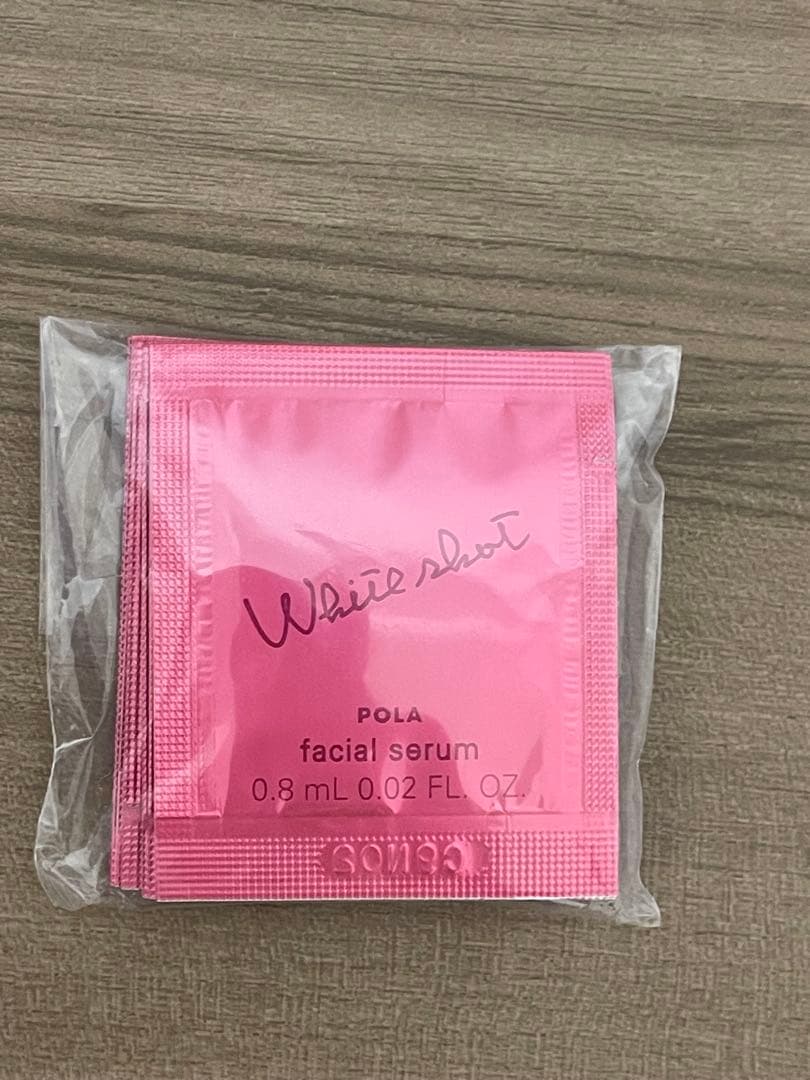 White shot
POLA
facial serum
0.8 mL 0.02 FL. OZ.